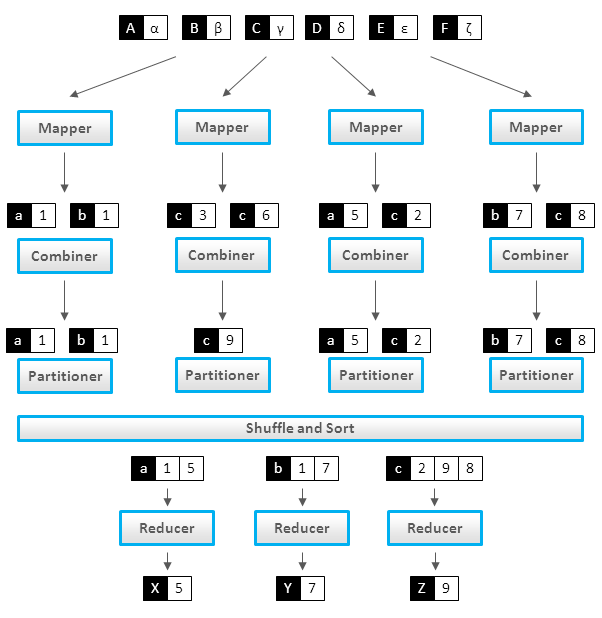 A α B β C γ D δ E ε F ζ
Mapper Mapper Mapper Mapper
a 1 b 1 c 3 c 6 a 5 c 2 b 7 c 8
Combiner Combiner Combiner Combiner
a 1 b 1 c 9 a 5 c 2 b 7 c 8
Partitioner Partitioner Partitioner Partitioner
Shuffle and Sort
a 1 5 b 1 7 c 2 9 8
Reducer Reducer Reducer
X 5 Y 7 Z 9